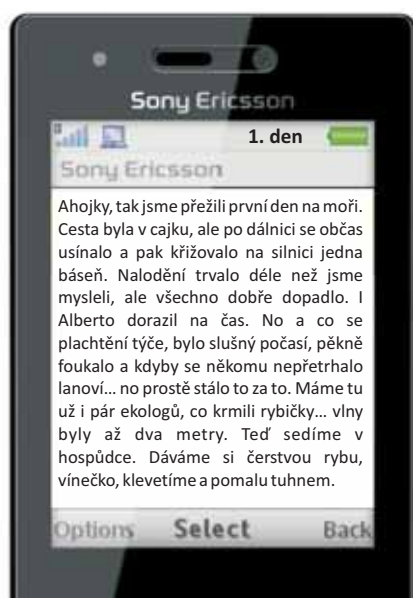 Sony Ericsson
1. den
Sony Ericsson
Ahojky, tak jsme přežili první den na moři.
Cesta byla v cajku, ale po dálnici se občas
usínalo a pak křižovalo na silnici jedna
báseň. Nalodění trvalo déle než jsme
mysleli, ale všechno dobře dopadlo. I
Alberto dorazil na čas. No a co se
plachtění týče, bylo slušný počasí, pěkně
foukalo a kdyby se někomu nepřetrhalo
lanoví... no prostě stálo to za to. Máme tu
už i pár ekologů, co krmili rybičky... vlny
byly až dva metry. Teď sedíme v
hospůdce. Dáváme si čerstvou rybu,
vínečko, klevetíme a pomalu tuhnem.
Options Select Back